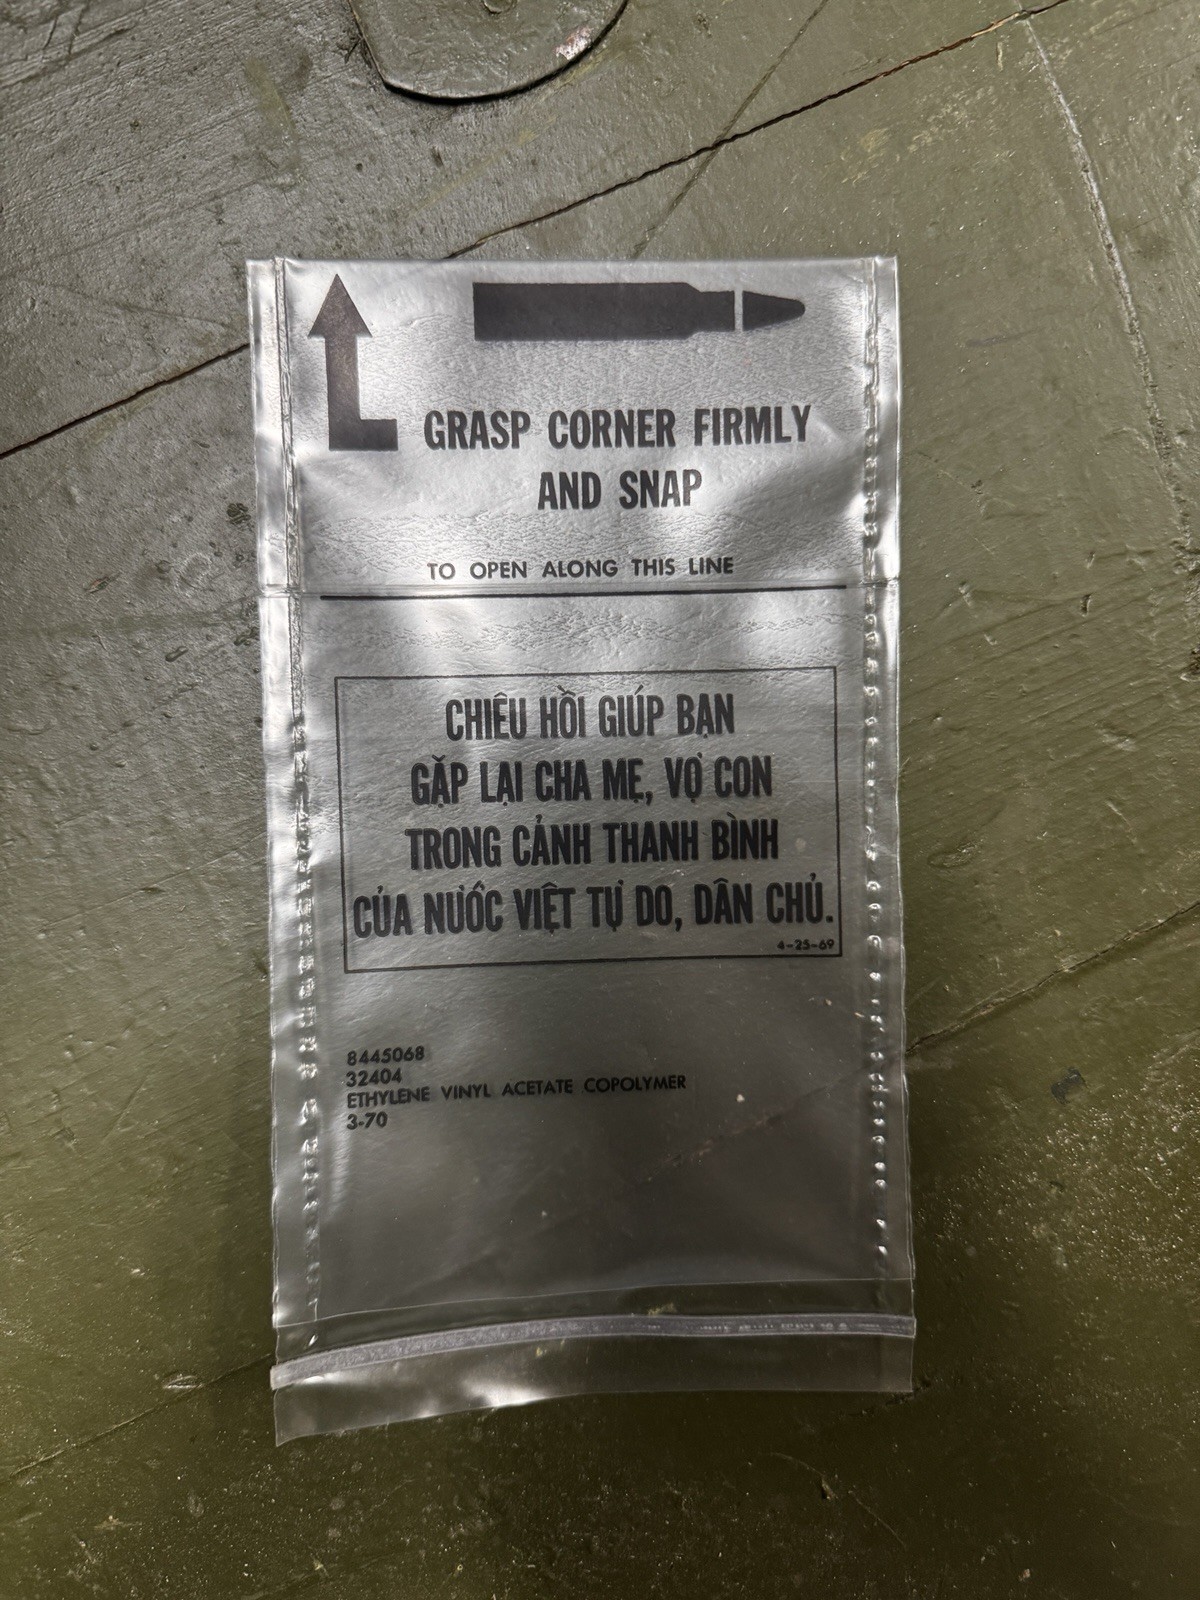 GRASP CORNER FIRMLY
AND SNAP
TO OPEN ALONG THIS LINE
CHIÊU HỒI GIÚP BẠN
GẶP LẠI CHA MẸ, VỢ CON
TRONG CẢNH THANH BÌNH
CỦA NƯỚC VIỆT TỰ DO, DÂN CHỦ.
4-25-69
8445068
32404
ETHYLENE VINYL ACETATE COPOLYMER
3-70